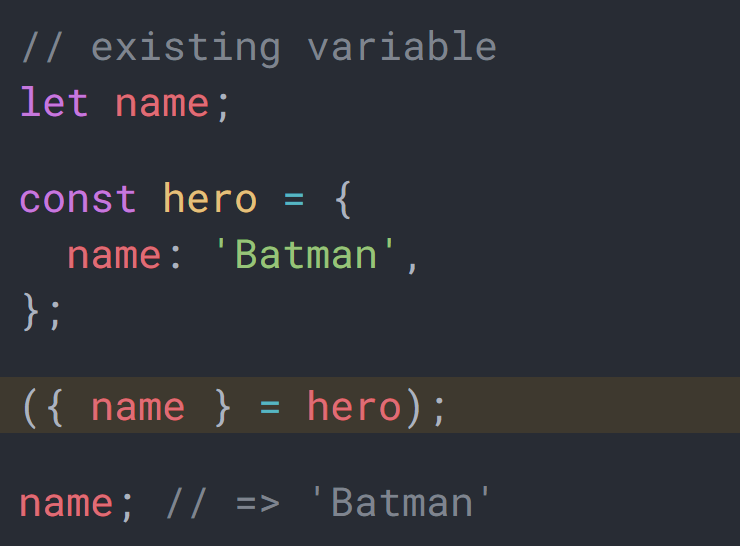 // existing variable
let name;
const hero = {
  name: 'Batman',
};
({ name } = hero);
name; // => 'Batman'